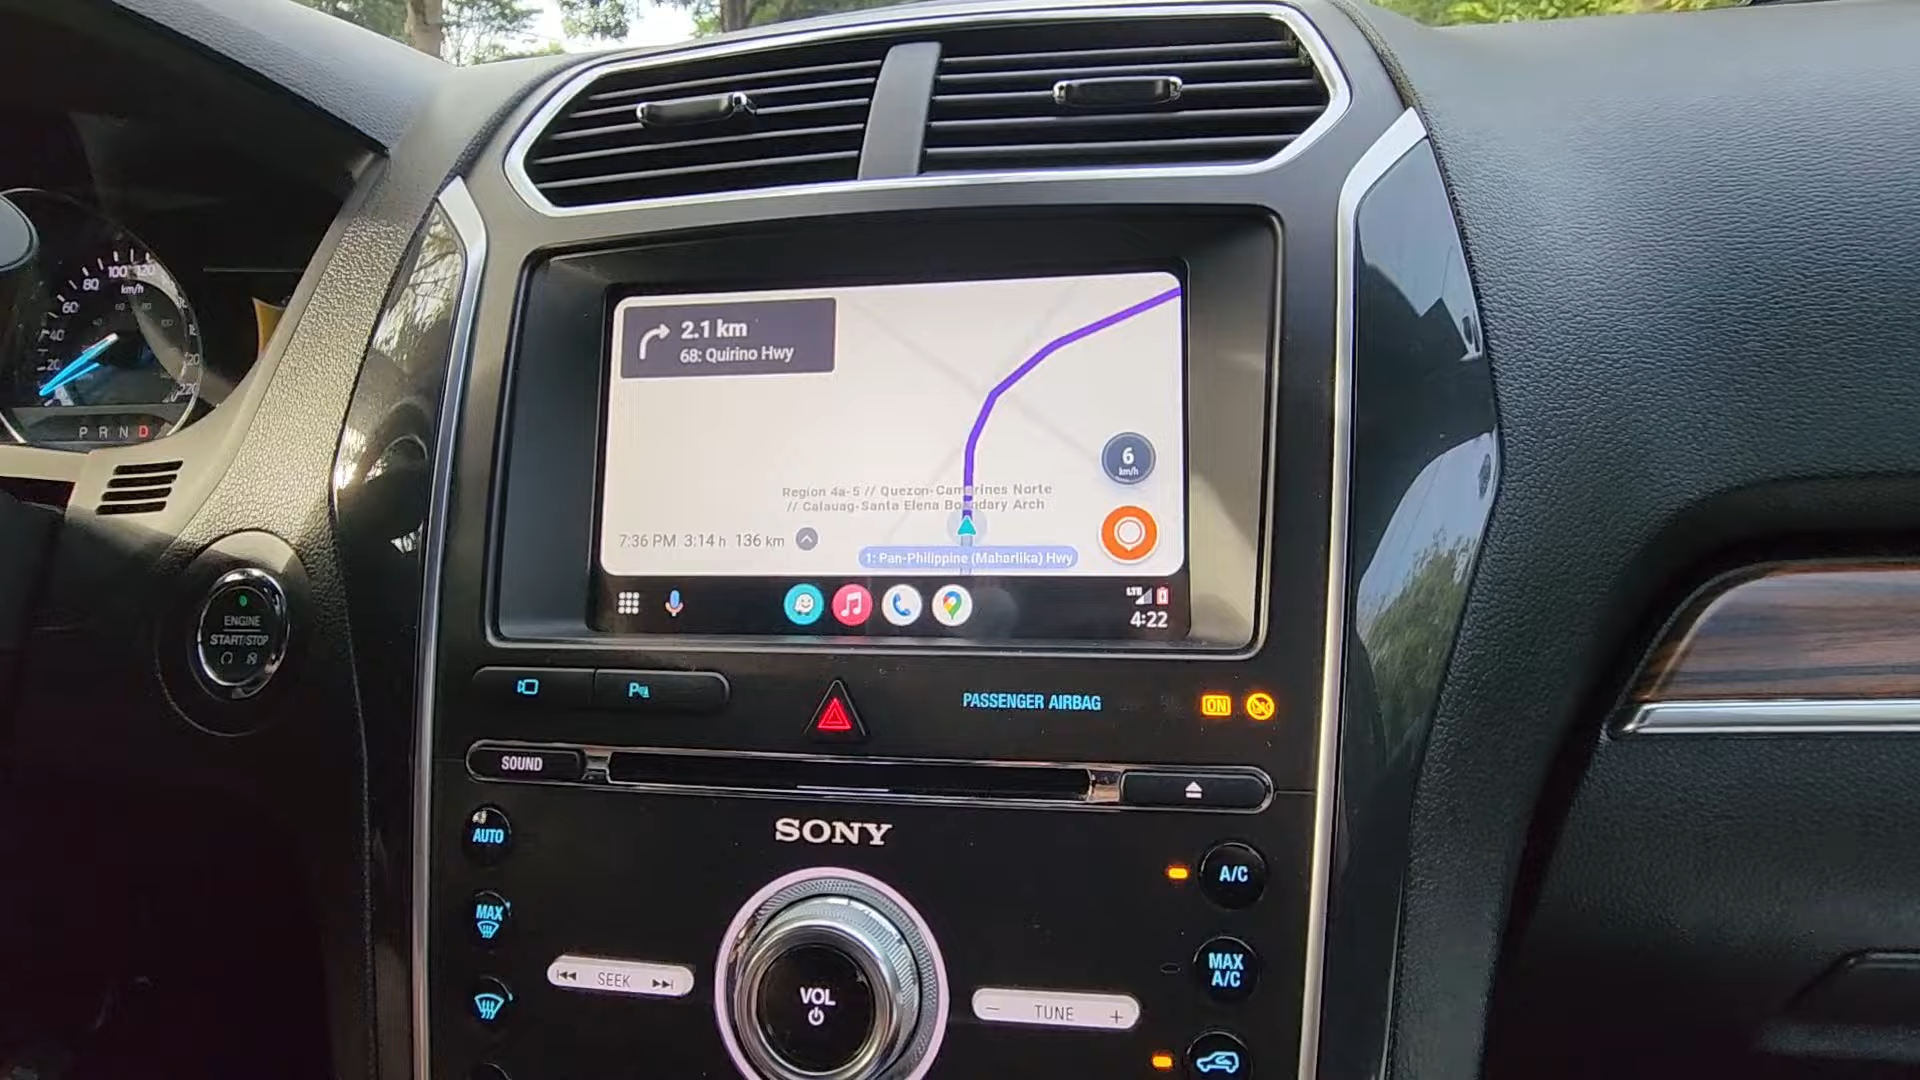 100 120
80
km/h
60
40
20
220
P R N D
2.1 km
68: Quirino Hwy
6
km/h
Region 4a-5 // Quezon-Camarines Norte
// Calauag-Santa Elena Boundary Arch
7:36 PM 3:14 h 136 km
1: Pan-Philippine (Maharlika) Hwy
LTE
4:22
ENGINE
START/STOP
PASSENGER AIRBAG
ON
SOUND
SONY
AUTO
A/C
MAX
MAX
A/C
SEEK
VOL
− TUNE +